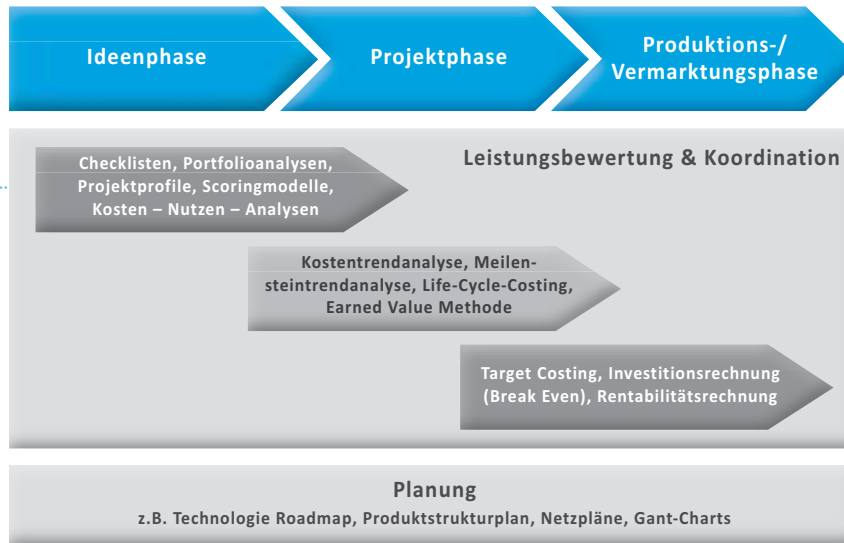 Ideenphase
Projektphase
Produktions-/
Vermarktungsphase
Leistungsbewertung & Koordination
Checklisten, Portfolioanalysen,
Projektprofile, Scoringmodelle,
Kosten – Nutzen – Analysen
Kostentrendanalyse, Meilen-
steintrendanalyse, Life-Cycle-Costing,
Earned Value Methode
Target Costing, Investitionsrechnung
(Break Even), Rentabilitätsrechnung
Planung
z.B. Technologie Roadmap, Produktstrukturplan, Netzpläne, Gant-Charts